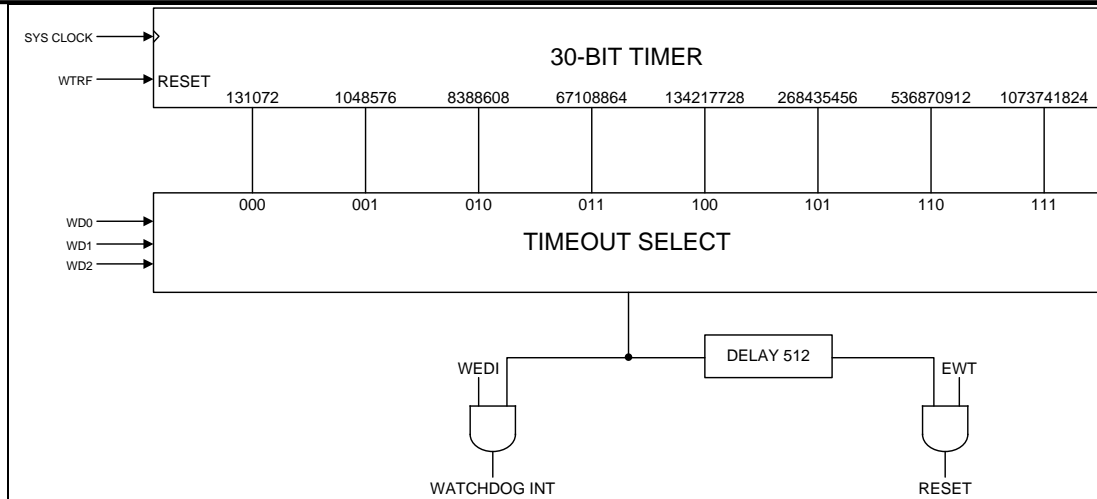 SYS CLOCK
30-BIT TIMER
WTRF
RESET
131072 1048576 8388608 67108864 134217728 268435456 536870912 1073741824
000 001 010 011 100 101 110 111
WD0
WD1
WD2
TIMEOUT SELECT
DELAY 512
WEDI
EWT
WATCHDOG INT
RESET